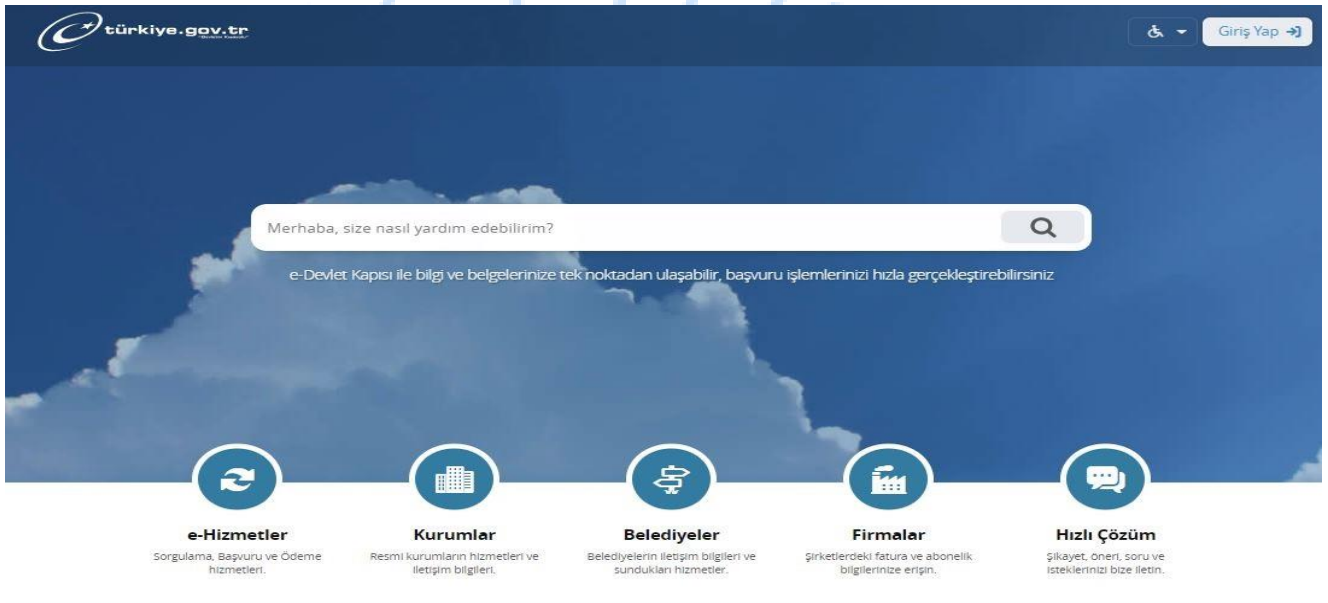 türkiye.gov.tr
Giriş Yap
Merhaba, size nasıl yardım edebilirim?
e-Devlet Kapısı ile bilgi ve belgelerinize tek noktadan ulaşabilir, başvuru işlemlerinizi hızla gerçekleştirebilirsiniz
e-Hizmetler
Sorgulama, Başvuru ve Ödeme
hizmetleri.
Kurumlar
Resmi kurumların hizmetleri ve
iletişim bilgileri.
Belediyeler
Belediyelerin iletişim bilgileri ve
sundukları hizmetler.
Firmalar
Şirketlerdeki fatura ve abonelik
bilgilerinize erişin.
Hızlı Çözüm
Şikayet, öneri, soru ve
isteklerinizi bize iletin.